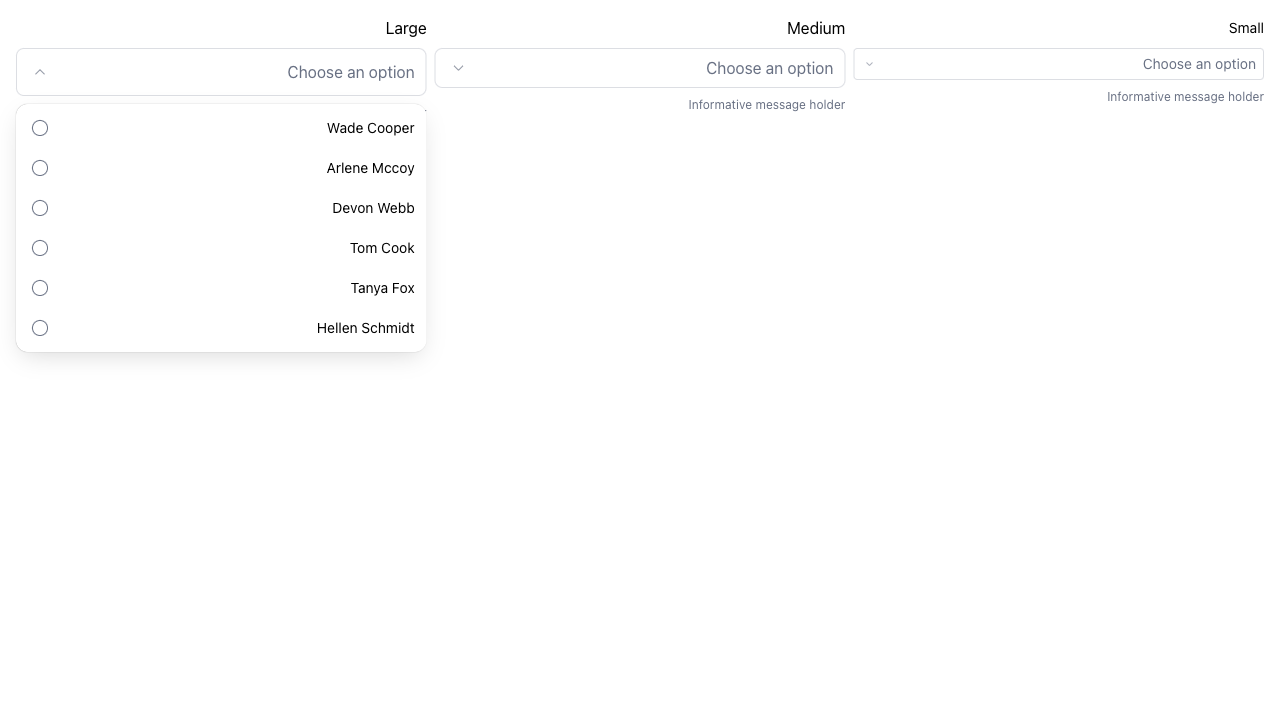 Large
Choose an option
Wade Cooper
Arlene Mccoy
Devon Webb
Tom Cook
Tanya Fox
Hellen Schmidt
Medium
Choose an option
Informative message holder
Small
Choose an option
Informative message holder